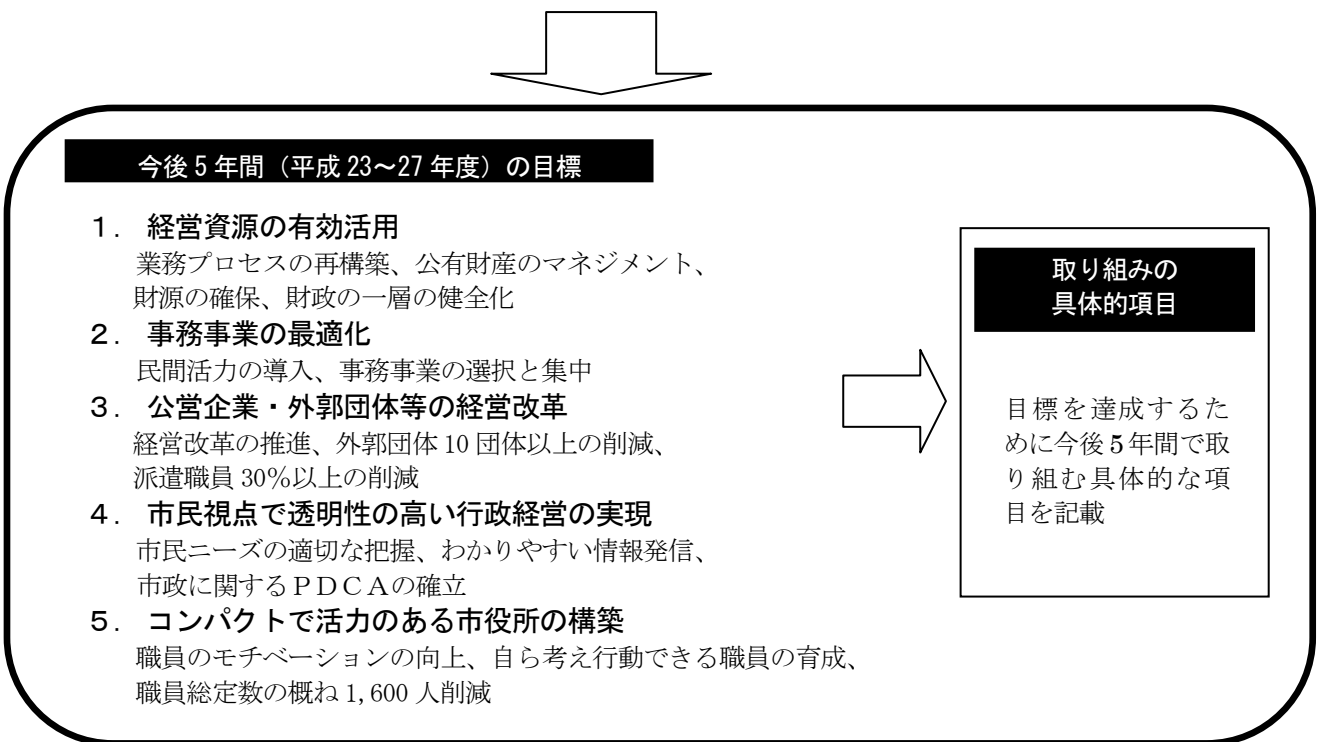 今後5年間（平成23～27年度）の目標
１． 経営資源の有効活用
業務プロセスの再構築、公有財産のマネジメント、
財源の確保、財政の一層の健全化
２． 事務事業の最適化
民間活力の導入、事務事業の選択と集中
３． 公営企業・外郭団体等の経営改革
経営改革の推進、外郭団体10団体以上の削減、
派遣職員30％以上の削減
４． 市民視点で透明性の高い行政経営の実現
市民ニーズの適切な把握、わかりやすい情報発信、
市政に関するＰＤＣＡの確立
５． コンパクトで活力のある市役所の構築
職員のモチベーションの向上、自ら考え行動できる職員の育成、
職員総定数の概ね1,600人削減
取り組みの
具体的項目
目標を達成するた
めに今後5年間で取
り組む具体的な項
目を記載